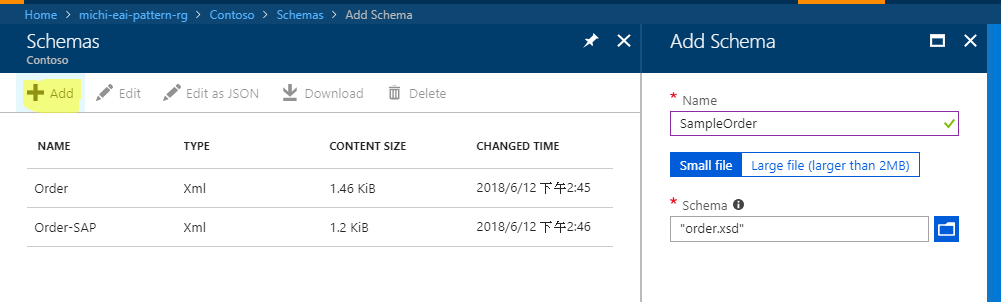 Home > michi-eai-pattern-rg > Contoso > Schemas > Add Schema
Schemas
Contoso
Add
Edit
Edit as JSON
Download
Delete
NAME TYPE CONTENT SIZE CHANGED TIME
Order Xml 1.46 KiB 2018/6/12 下午2:45
Order-SAP Xml 1.2 KiB 2018/6/12 下午2:46
Add Schema
* Name
SampleOrder
Small file Large file (larger than 2MB)
* Schema
"order.xsd"